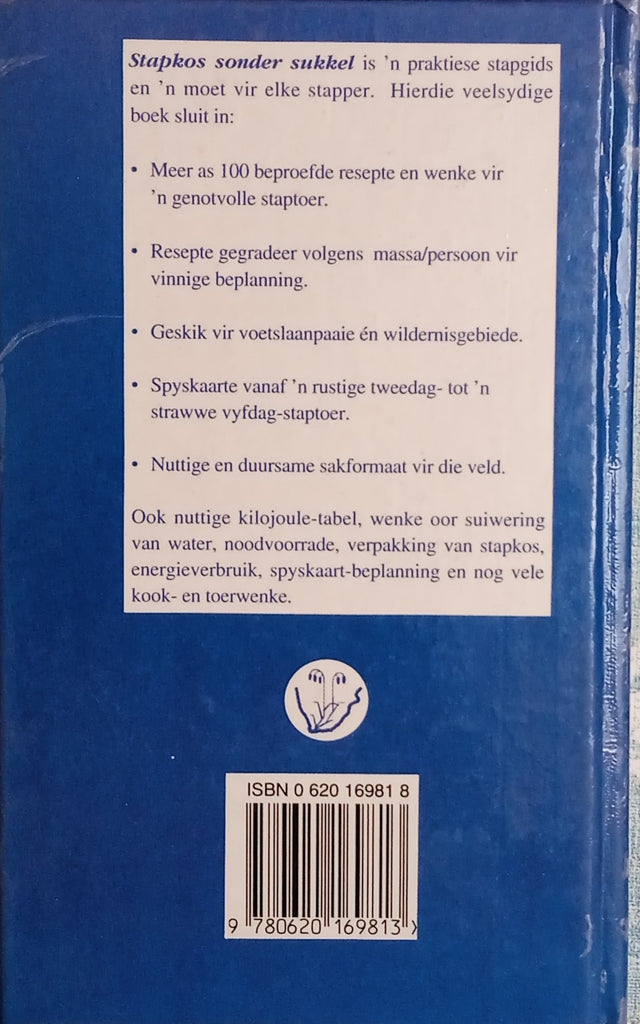 Stapkos sonder sukkel is 'n praktiese stapgids
en 'n moet vir elke stapper. Hierdie veelsydige
boek sluit in:
• Meer as 100 beproefde resepte en wenke vir
'n genotvolle staptoer.
• Resepte gegradeer volgens massa/persoon vir
vinnige beplanning.
• Geskik vir voetslaanpaaie én wildernisgebiede.
• Spyskaarte vanaf 'n rustige tweedag- tot 'n
strawwe vyfdag-staptoer.
• Nuttige en duursame sakformaat vir die veld.
Ook nuttige kilojoule-tabel, wenke oor suiwering
van water, noodvoorrade, verpakking van stapkos,
energieverbruik, spyskaart-beplanning en nog vele
kook- en toerwenke.
ISBN 0 620 16981 8
9 780620 169813 >